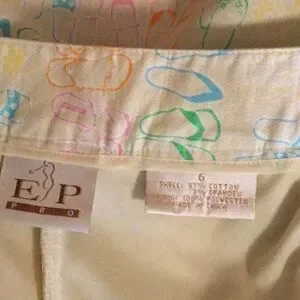 EP
PRO
6
SHELL: 97% COTTON
3% SPANDEX
100% POLYESTER
MADE IN CHINA